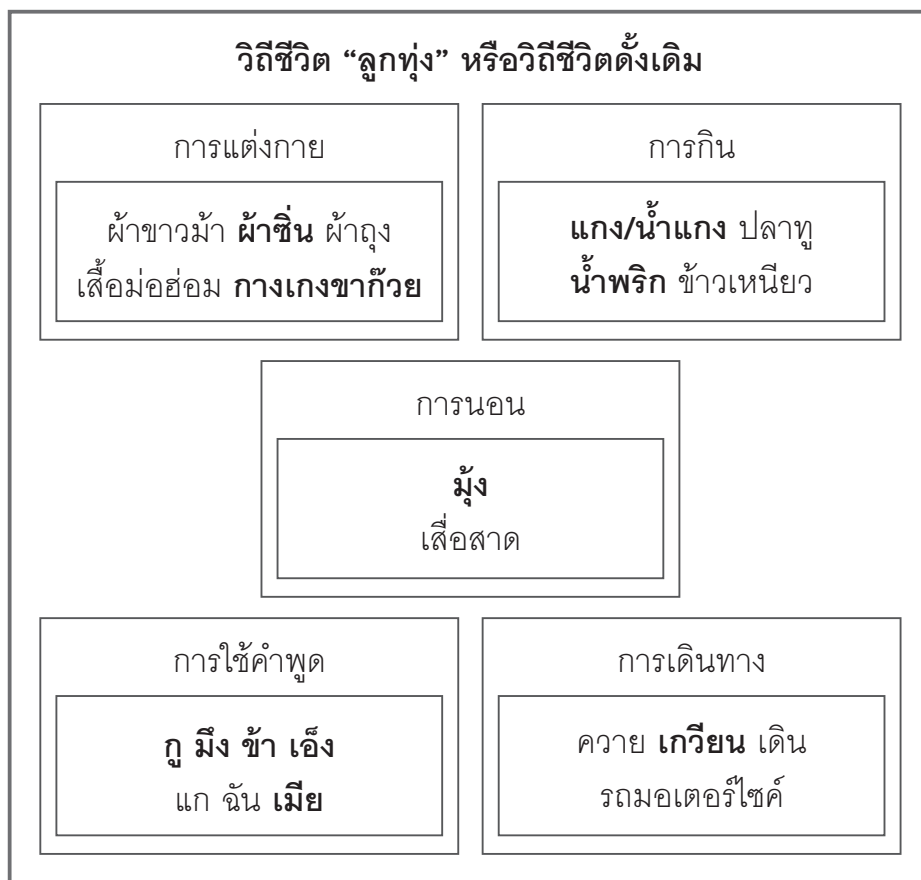 วิถีชีวิต “ลูกทุ่ง” หรือวิถีชีวิตดั้งเดิม
การแต่งกาย
ผ้าขาวม้า ผ้าซิ่น ผ้าถุง
เสื้อม่อฮ่อม กางเกงขาก๊วย
การกิน
แกง/น้ำแกง ปลาทู
น้ำพริก ข้าวเหนียว
การนอน
มุ้ง
เสื่อสาด
การใช้คำพูด
กู มึง ข้า เอ็ง
แก ฉัน เมีย
การเดินทาง
ควาย เกวียน เดิน
รถมอเตอร์ไซค์